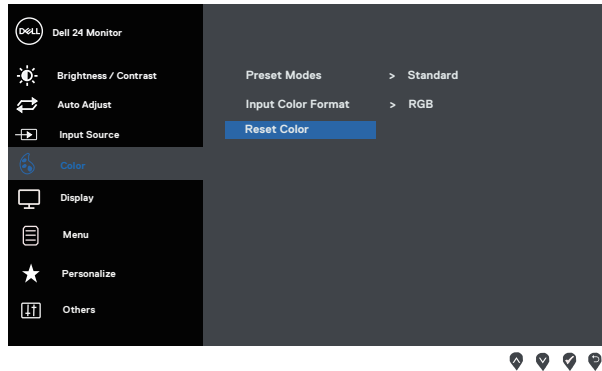 DELL Dell 24 Monitor
Brightness / Contrast
Auto Adjust
Input Source
Color
Display
Menu
Personalize
Others
Preset Modes > Standard
Input Color Format > RGB
Reset Color